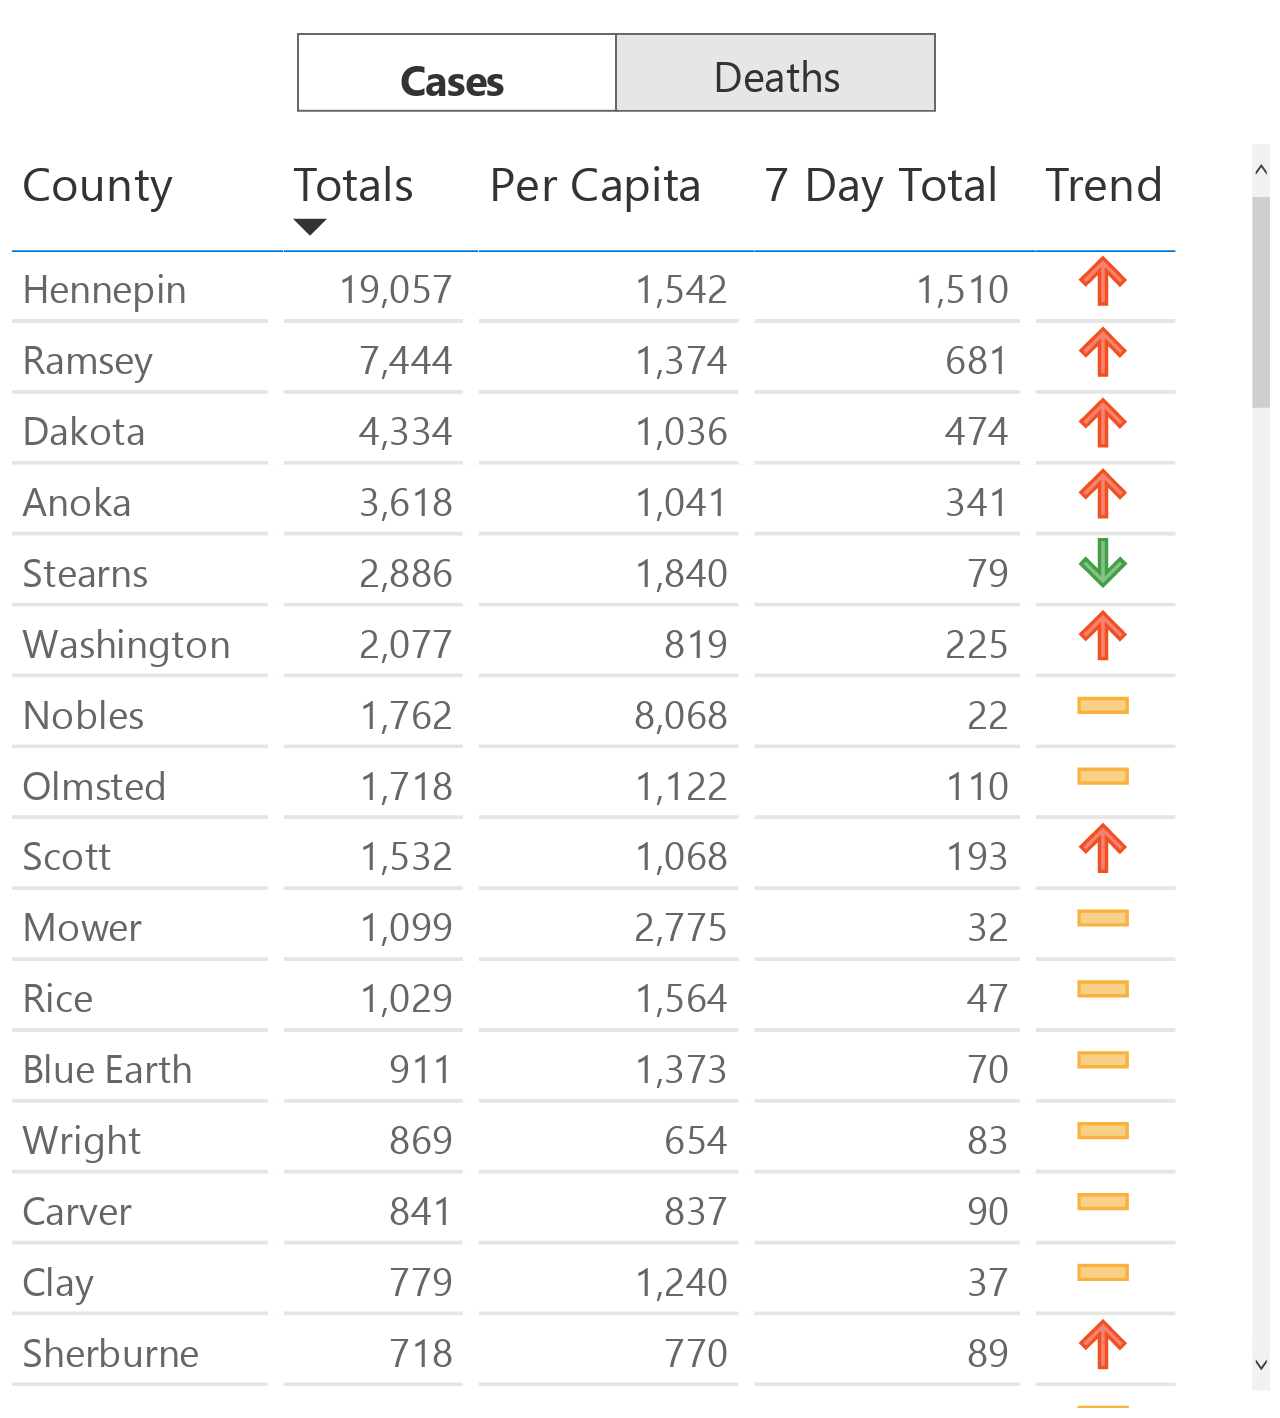 Cases Deaths
County Totals Per Capita 7 Day Total Trend
Hennepin 19,057 1,542 1,510
Ramsey 7,444 1,374 681
Dakota 4,334 1,036 474
Anoka 3,618 1,041 341
Stearns 2,886 1,840 79
Washington 2,077 819 225
Nobles 1,762 8,068 22
Olmsted 1,718 1,122 110
Scott 1,532 1,068 193
Mower 1,099 2,775 32
Rice 1,029 1,564 47
Blue Earth 911 1,373 70
Wright 869 654 83
Carver 841 837 90
Clay 779 1,240 37
Sherburne 718 770 89